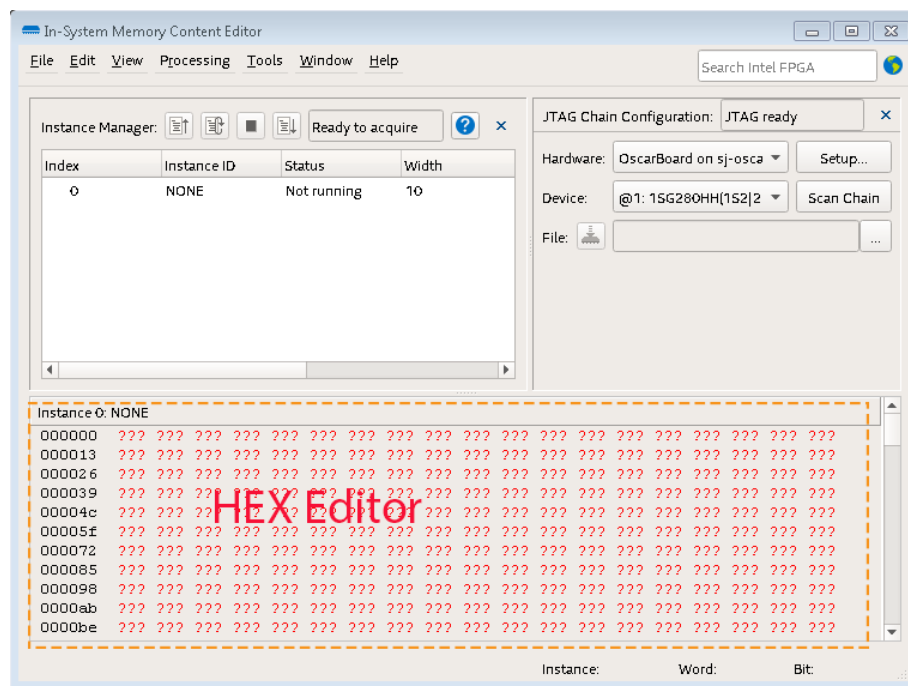 In-System Memory Content Editor
File Edit View Processing Tools Window Help
Search Intel FPGA
Instance Manager: Ready to acquire
Index Instance ID Status Width
0 NONE Not running 10
JTAG Chain Configuration: JTAG ready
Hardware: OscarBoard on sj-osca Setup...
Device: @1: 1SG280HH(1S2|2 Scan Chain
File: ...
Instance 0: NONE
000000 ??? ??? ??? ??? ??? ??? ??? ??? ??? ??? ??? ??? ??? ??? ??? ??? ??? ??? ???
000013 ??? ??? ??? ??? ??? ??? ??? ??? ??? ??? ??? ??? ??? ??? ??? ??? ??? ??? ???
000026 ??? ??? ??? ??? ??? ??? ??? ??? ??? ??? ??? ??? ??? ??? ??? ??? ??? ??? ???
000039 ??? ??? ??? ??? ??? ??? ??? ??? ??? ??? ??? ??? ??? ??? ??? ??? ??? ??? ???
00004c ??? ??? ??? ??? ??? ??? ??? ??? ??? ??? ??? ??? ??? ??? ??? ??? ??? ??? ???
HEX Editor
00005f ??? ??? ??? ??? ??? ??? ??? ??? ??? ??? ??? ??? ??? ??? ??? ??? ??? ??? ???
000072 ??? ??? ??? ??? ??? ??? ??? ??? ??? ??? ??? ??? ??? ??? ??? ??? ??? ??? ???
000085 ??? ??? ??? ??? ??? ??? ??? ??? ??? ??? ??? ??? ??? ??? ??? ??? ??? ??? ???
000098 ??? ??? ??? ??? ??? ??? ??? ??? ??? ??? ??? ??? ??? ??? ??? ??? ??? ??? ???
0000ab ??? ??? ??? ??? ??? ??? ??? ??? ??? ??? ??? ??? ??? ??? ??? ??? ??? ??? ???
0000be ??? ??? ??? ??? ??? ??? ??? ??? ??? ??? ??? ??? ??? ??? ??? ??? ??? ??? ???
Instance: Word: Bit: